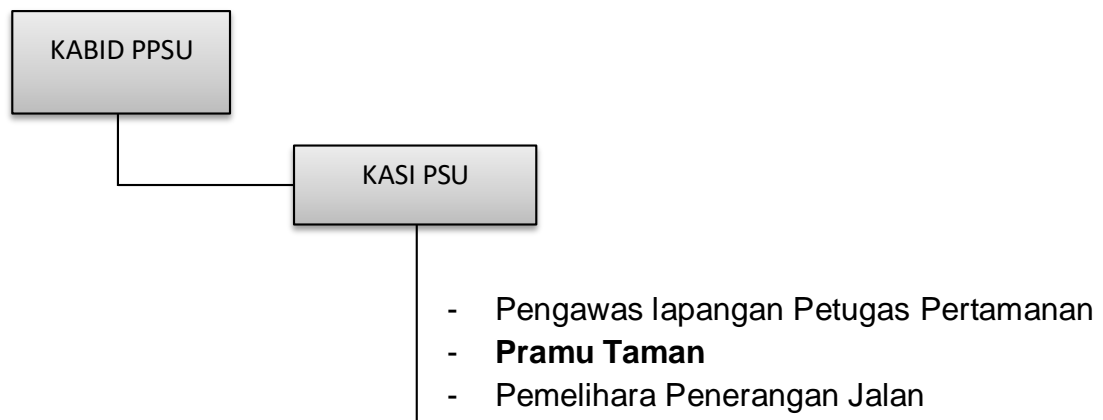 KABID PPSU
KASI PSU
- Pengawas lapangan Petugas Pertamanan
- Pramu Taman
- Pemelihara Penerangan Jalan